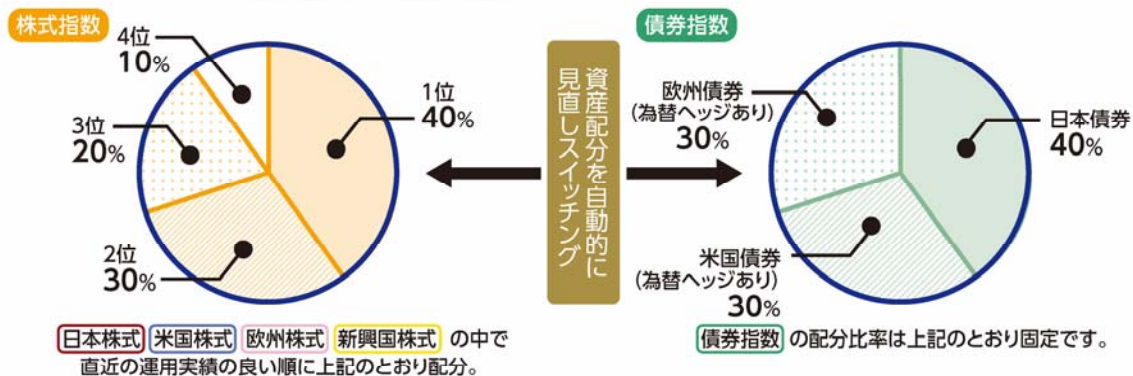 株式指数
4位
10%
1位
40%
3位
20%
2位
30%
日本株式 米国株式 欧州株式 新興国株式 の中で
直近の運用実績の良い順に上記のとおり配分。
資産配分を自動的に
見直しスイッチング
債券指数
欧州債券
(為替ヘッジあり)
30%
日本債券
40%
米国債券
(為替ヘッジあり)
30%
債券指数 の配分比率は上記のとおり固定です。